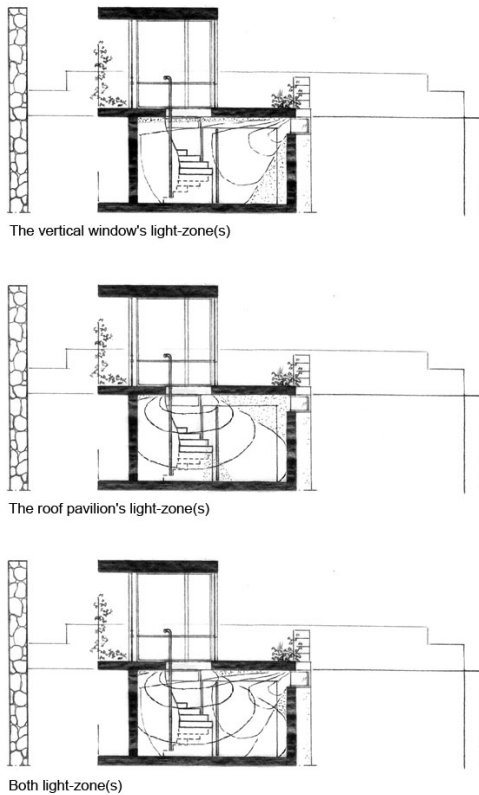 The vertical window's light-zone(s)
The roof pavilion's light-zone(s)
Both light-zone(s)